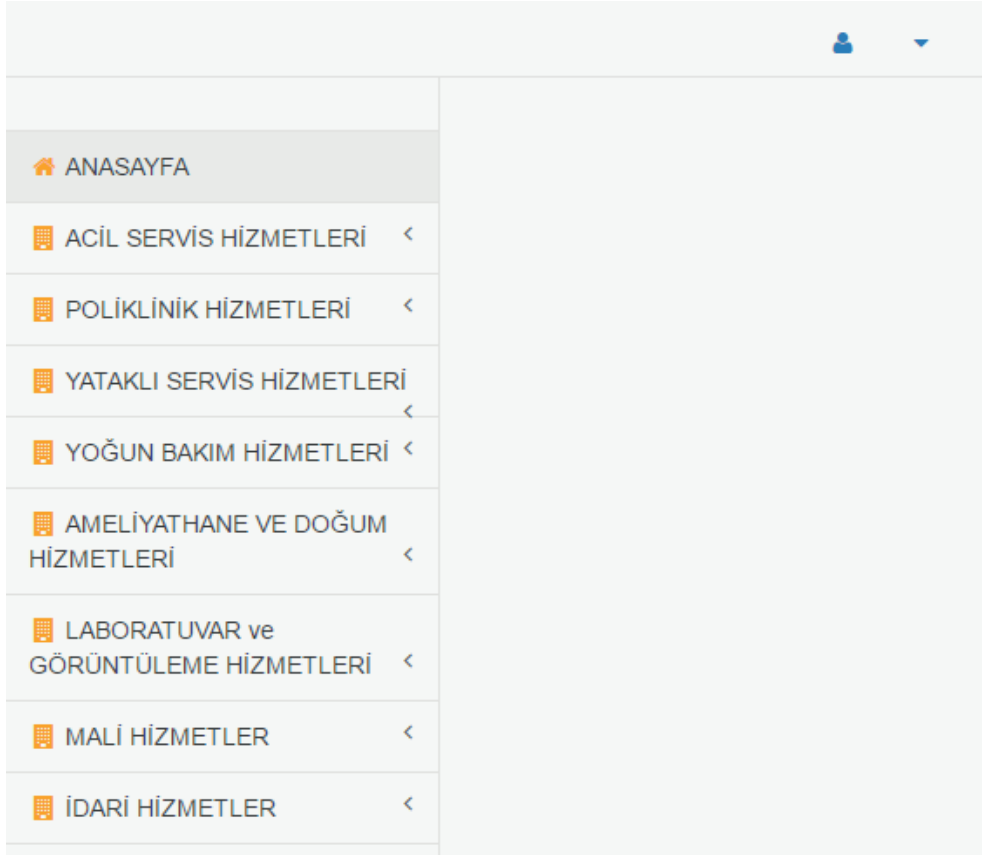 ANASAYFA
ACİL SERVİS HİZMETLERİ
POLİKLİNİK HİZMETLERİ
YATAKLI SERVİS HİZMETLERİ
YOĞUN BAKIM HİZMETLERİ
AMELİYATHANE VE DOĞUM
HİZMETLERİ
LABORATUVAR ve
GÖRÜNTÜLEME HİZMETLERİ
MALİ HİZMETLER
İDARİ HİZMETLER